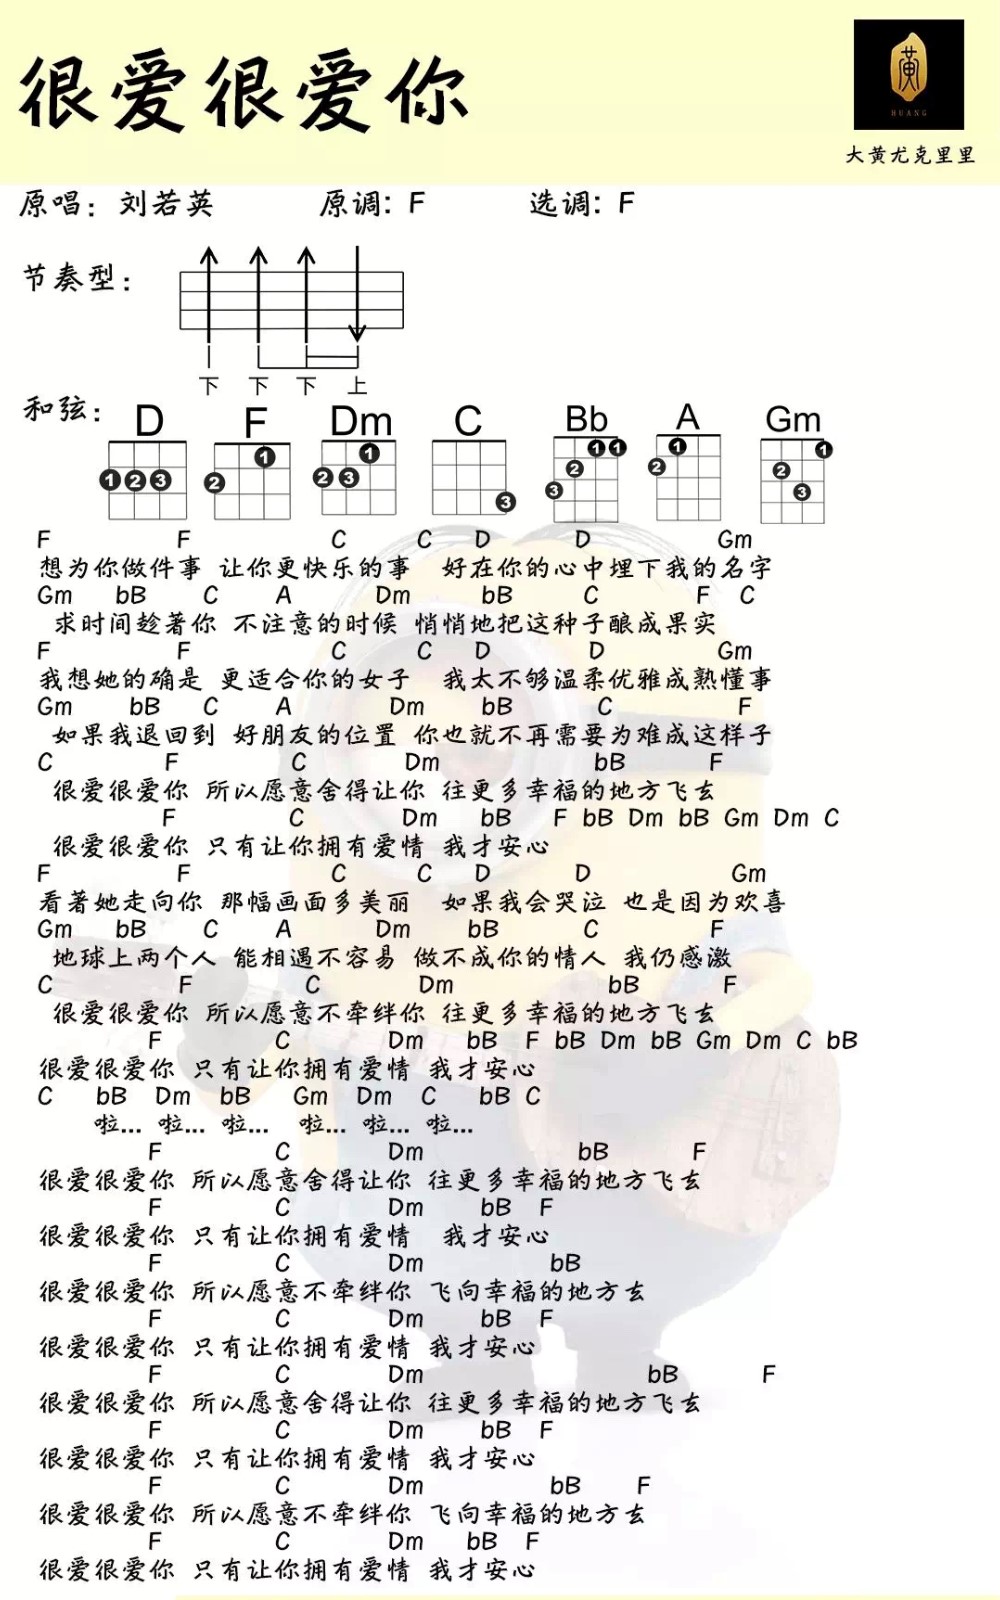 很爱很爱你
黄
HUANG
大黄尤克里里
原唱：刘若英 原调：F 选调：F
节奏型：
下 下 下 上
和弦：
D F Dm C Bb A Gm
1 2 3 1 2 1 2 3 3 1 1 2 3 1 2 1 2 3
F F C C D D Gm
想为你做件事 让你更快乐的事 好在你的心中埋下我的名字
Gm bB C A Dm bB C F C
求时间趁著你 不注意的时候 悄悄地把这种子酿成果实
F F C C D D Gm
我想她的确是 更适合你的女子 我太不够温柔优雅成熟懂事
Gm bB C A Dm bB C F
如果我退回到 好朋友的位置 你也就不再需要为难成这样子
C F C Dm bB F
很爱很爱你 所以愿意舍得让你 往更多幸福的地方飞去
F C Dm bB F bB Dm bB Gm Dm C
很爱很爱你 只有让你拥有爱情 我才安心
F F C C D D Gm
看著她走向你 那幅画面多美丽 如果我会哭泣 也是因为欢喜
Gm bB C A Dm bB C F
地球上两个人 能相遇不容易 做不成你的情人 我仍感激
C F C Dm bB F
很爱很爱你 所以愿意不牵绊你 往更多幸福的地方飞去
F C Dm bB F bB Dm bB Gm Dm C bB
很爱很爱你 只有让你拥有爱情 我才安心
C bB Dm bB Gm Dm C bB C
啦... 啦... 啦... 啦... 啦... 啦...
F C Dm bB F
很爱很爱你 所以愿意舍得让你 往更多幸福的地方飞去
F C Dm bB F
很爱很爱你 只有让你拥有爱情 我才安心
F C Dm bB
很爱很爱你 所以愿意不牵绊你 飞向幸福的地方去
F C Dm bB F
很爱很爱你 只有让你拥有爱情 我才安心
F C Dm bB F
很爱很爱你 所以愿意舍得让你 往更多幸福的地方飞去
F C Dm bB F
很爱很爱你 只有让你拥有爱情 我才安心
F C Dm bB F
很爱很爱你 所以愿意不牵绊你 飞向幸福的地方去
F C Dm bB F
很爱很爱你 只有让你拥有爱情 我才安心